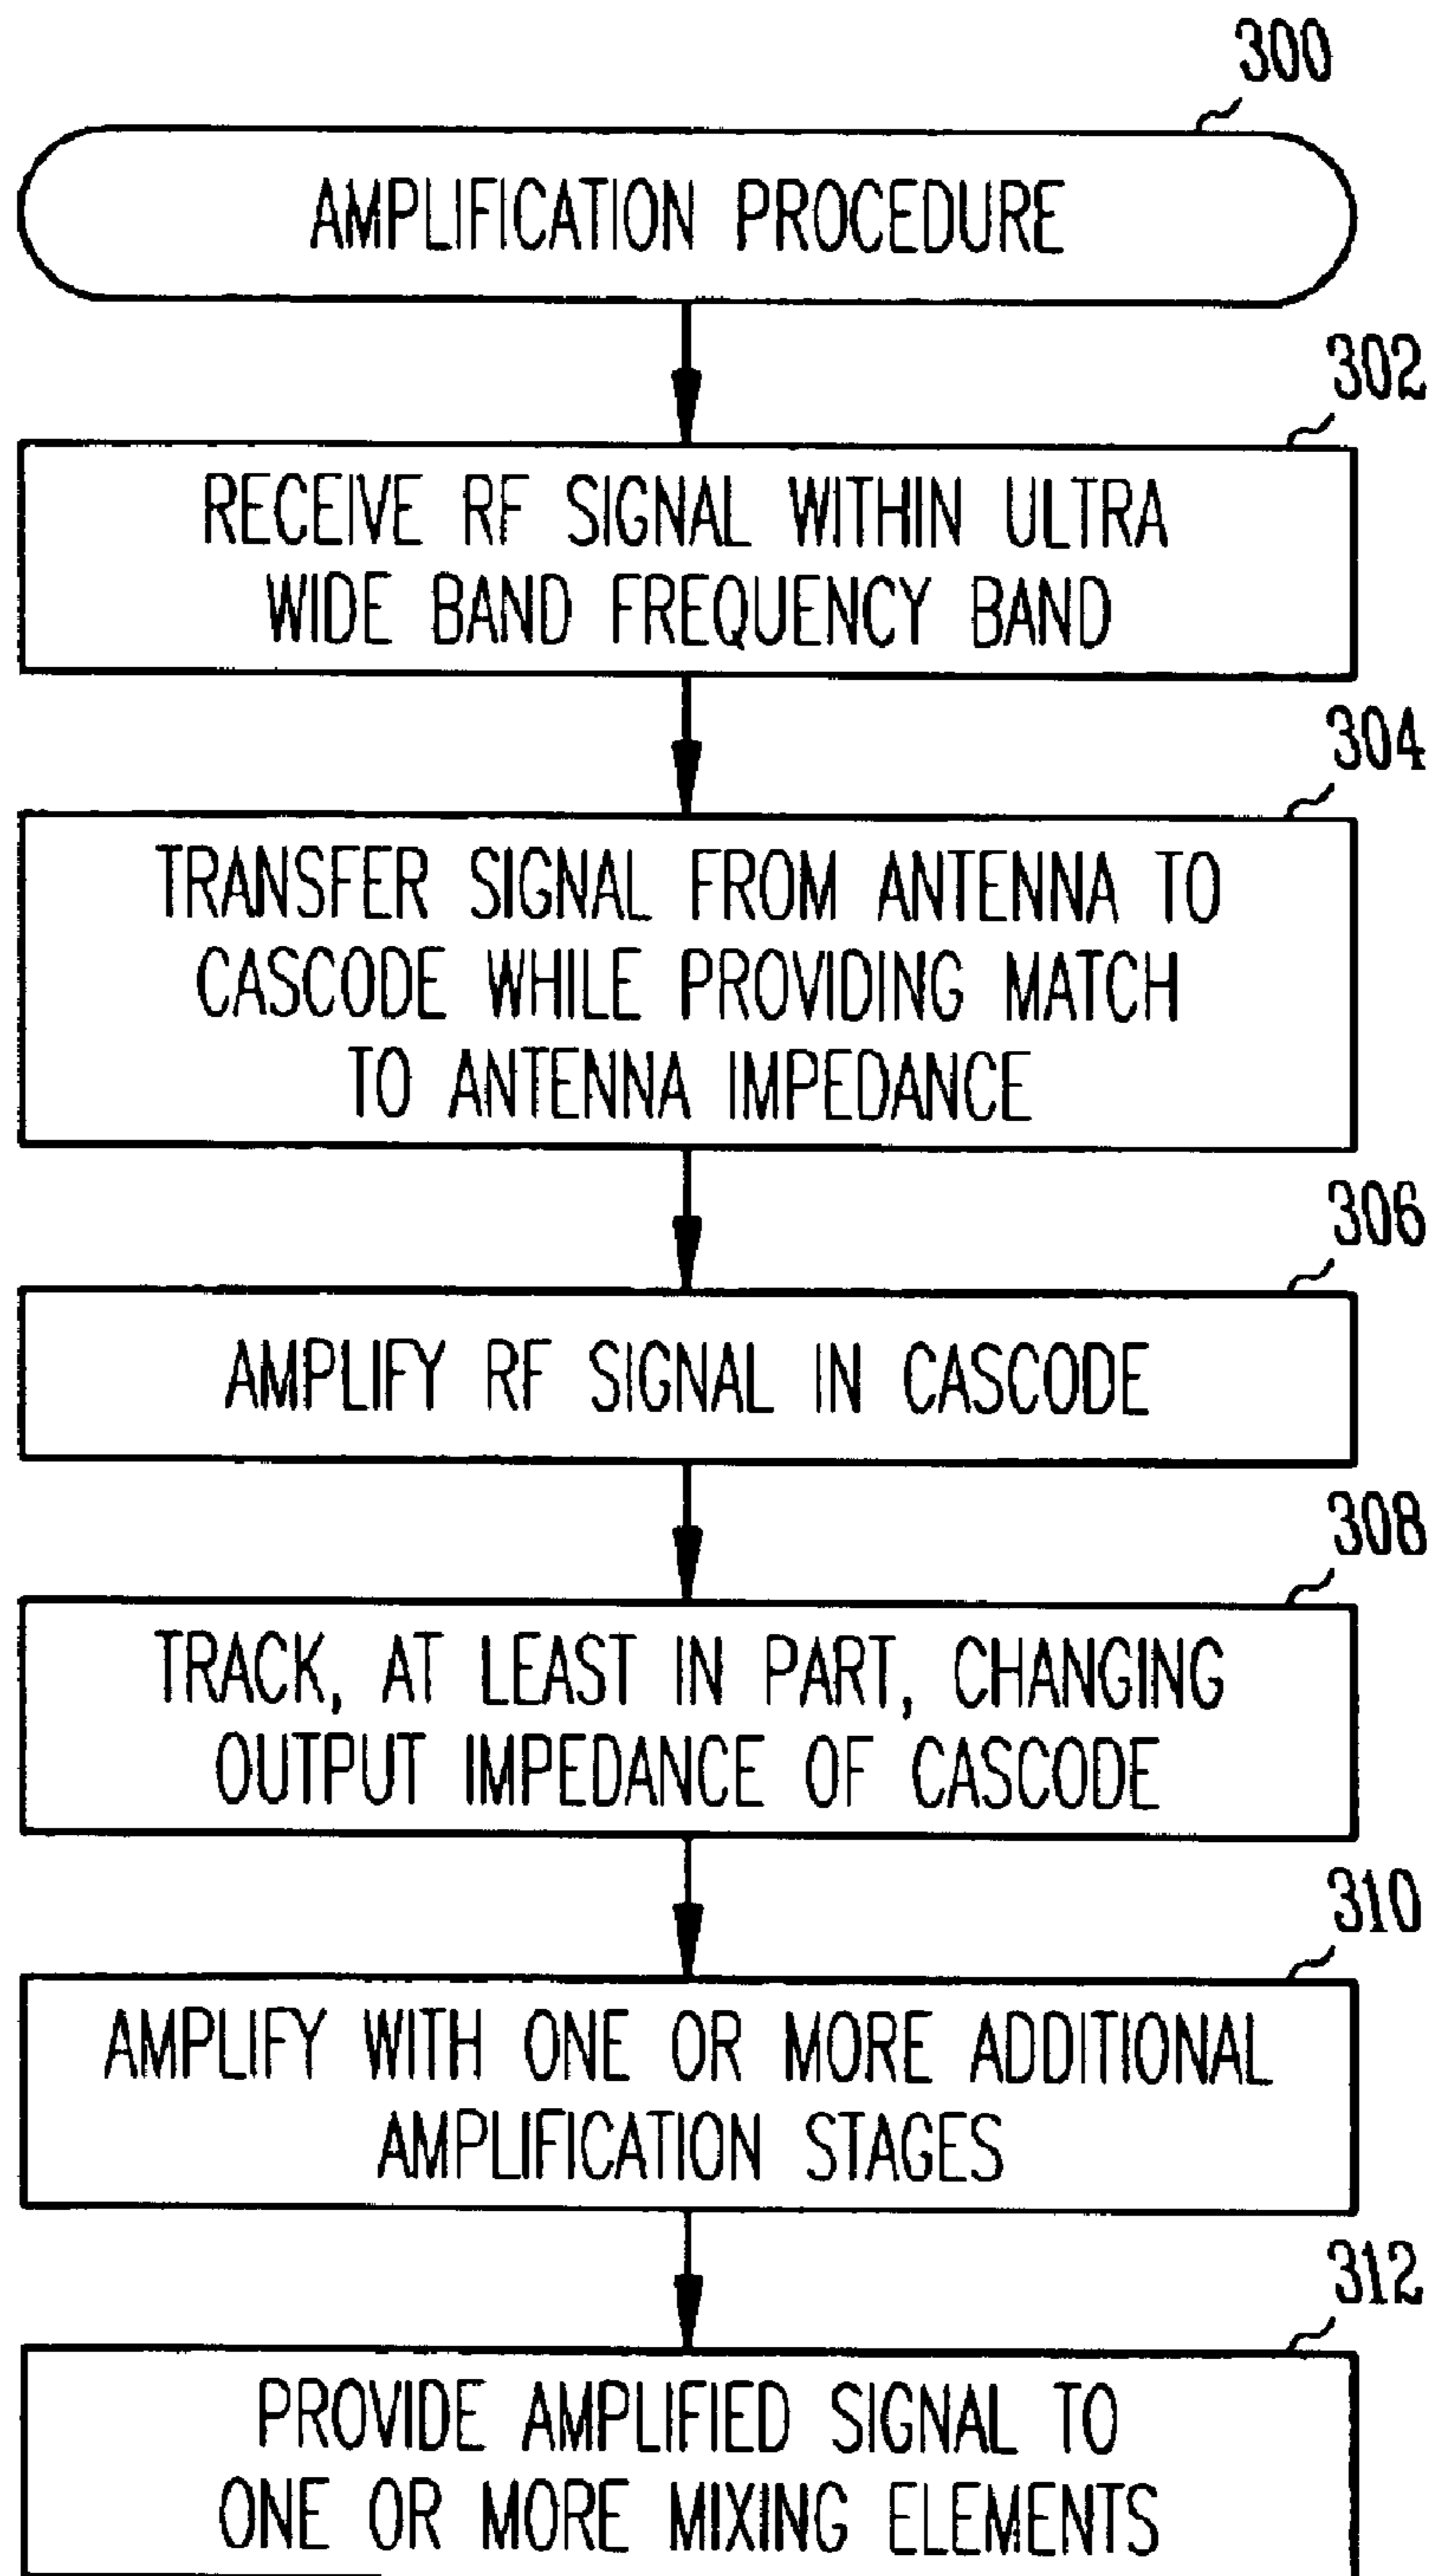 300
AMPLIFICATION PROCEDURE
302
RECEIVE RF SIGNAL WITHIN ULTRA
WIDE BAND FREQUENCY BAND
304
TRANSFER SIGNAL FROM ANTENNA TO
CASCODE WHILE PROVIDING MATCH
TO ANTENNA IMPEDANCE
306
AMPLIFY RF SIGNAL IN CASCODE
308
TRACK, AT LEAST IN PART, CHANGING
OUTPUT IMPEDANCE OF CASCODE
310
AMPLIFY WITH ONE OR MORE ADDITIONAL
AMPLIFICATION STAGES
312
PROVIDE AMPLIFIED SIGNAL TO
ONE OR MORE MIXING ELEMENTS